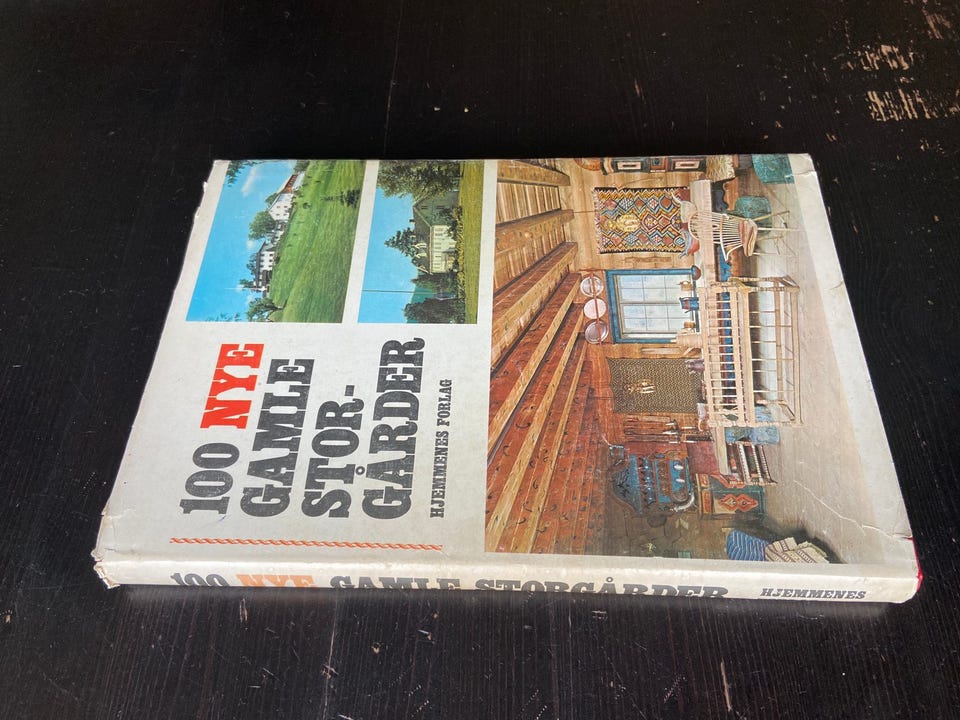 100 NYE
GAMLE
STOR-
GÅRDER
HJEMMENES FORLAG
100 NYE GAMLE STORGÅRDER HJEMMENES